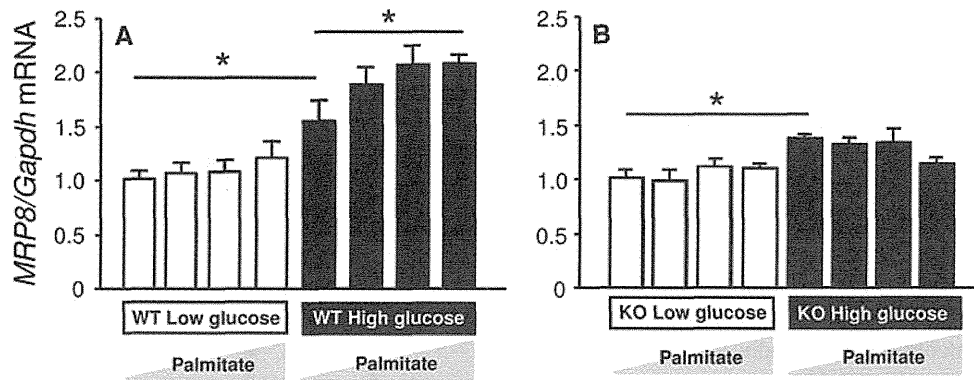 MRP8/Gapdh mRNA
2.5
2.0
1.5
1.0
0.5
0
A
*
*
WT Low glucose
WT High glucose
Palmitate
Palmitate
2.5
2.0
1.5
1.0
0.5
0
B
*
KO Low glucose
KO High glucose
Palmitate
Palmitate